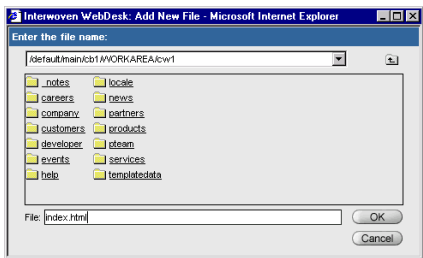 Interwoven WebDesk: Add New File - Microsoft Internet Explorer
Enter the file name:
/default/main/cb1/WORKAREA/cw1
_notes locale
careers news
company partners
customers products
developer pteam
events services
help templatedata
File: index.html OK
Cancel